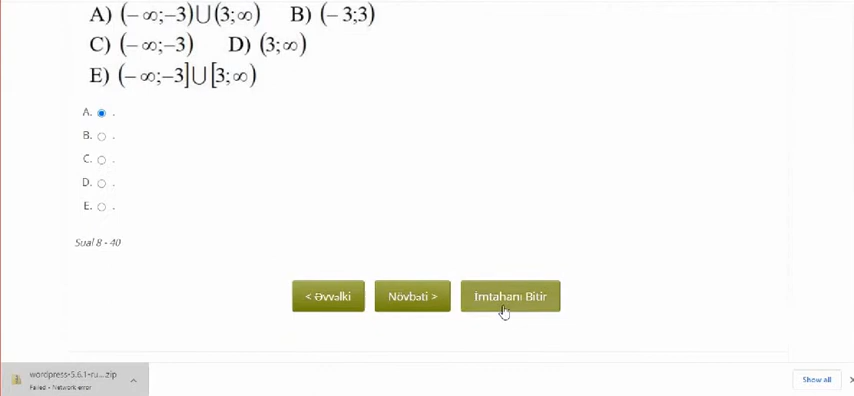 A) (– ∞;–3)∪(3;∞) B) (– 3;3)
C) (– ∞;–3) D) (3;∞)
E) (– ∞;–3]∪[3;∞)
A. .
B. .
C. .
D. .
E. .
Sual 8 - 40
< Əvvəlki Növbəti > İmtahanı Bitir
wordpress-5.6.1-ru....zip
Failed - Network error
Show all